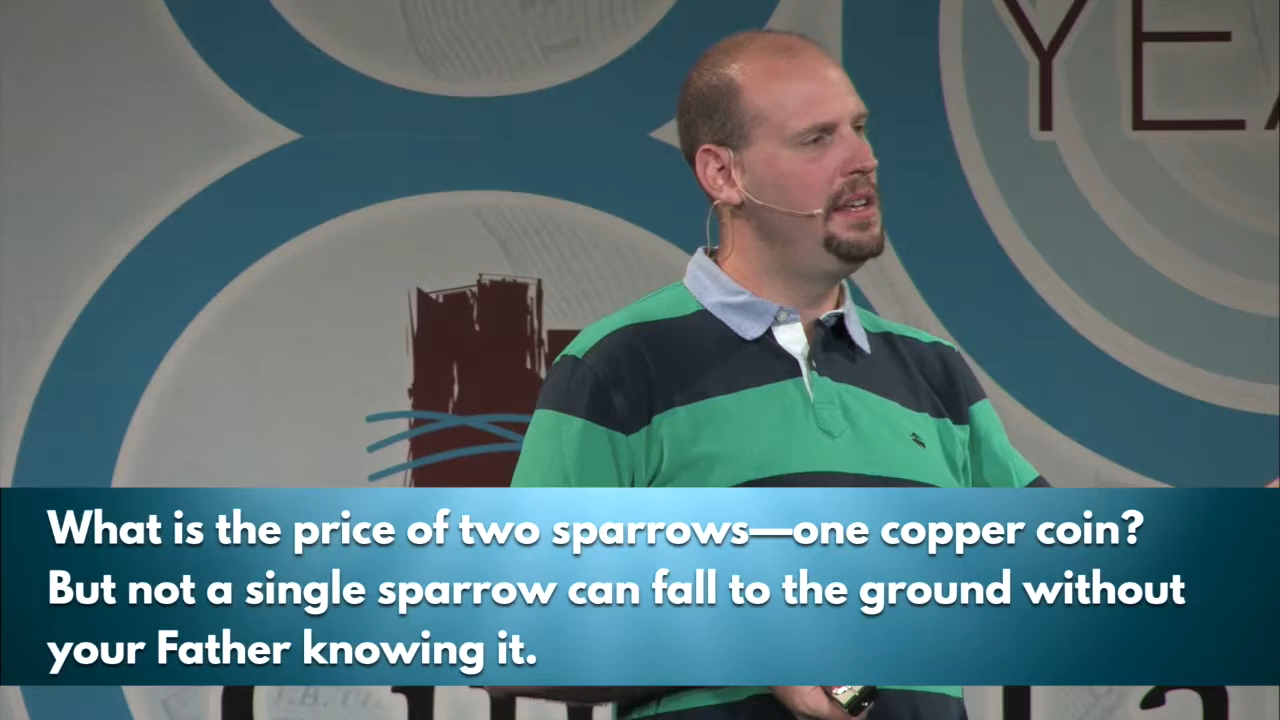 YEA
What is the price of two sparrows—one copper coin?
But not a single sparrow can fall to the ground without
your Father knowing it.